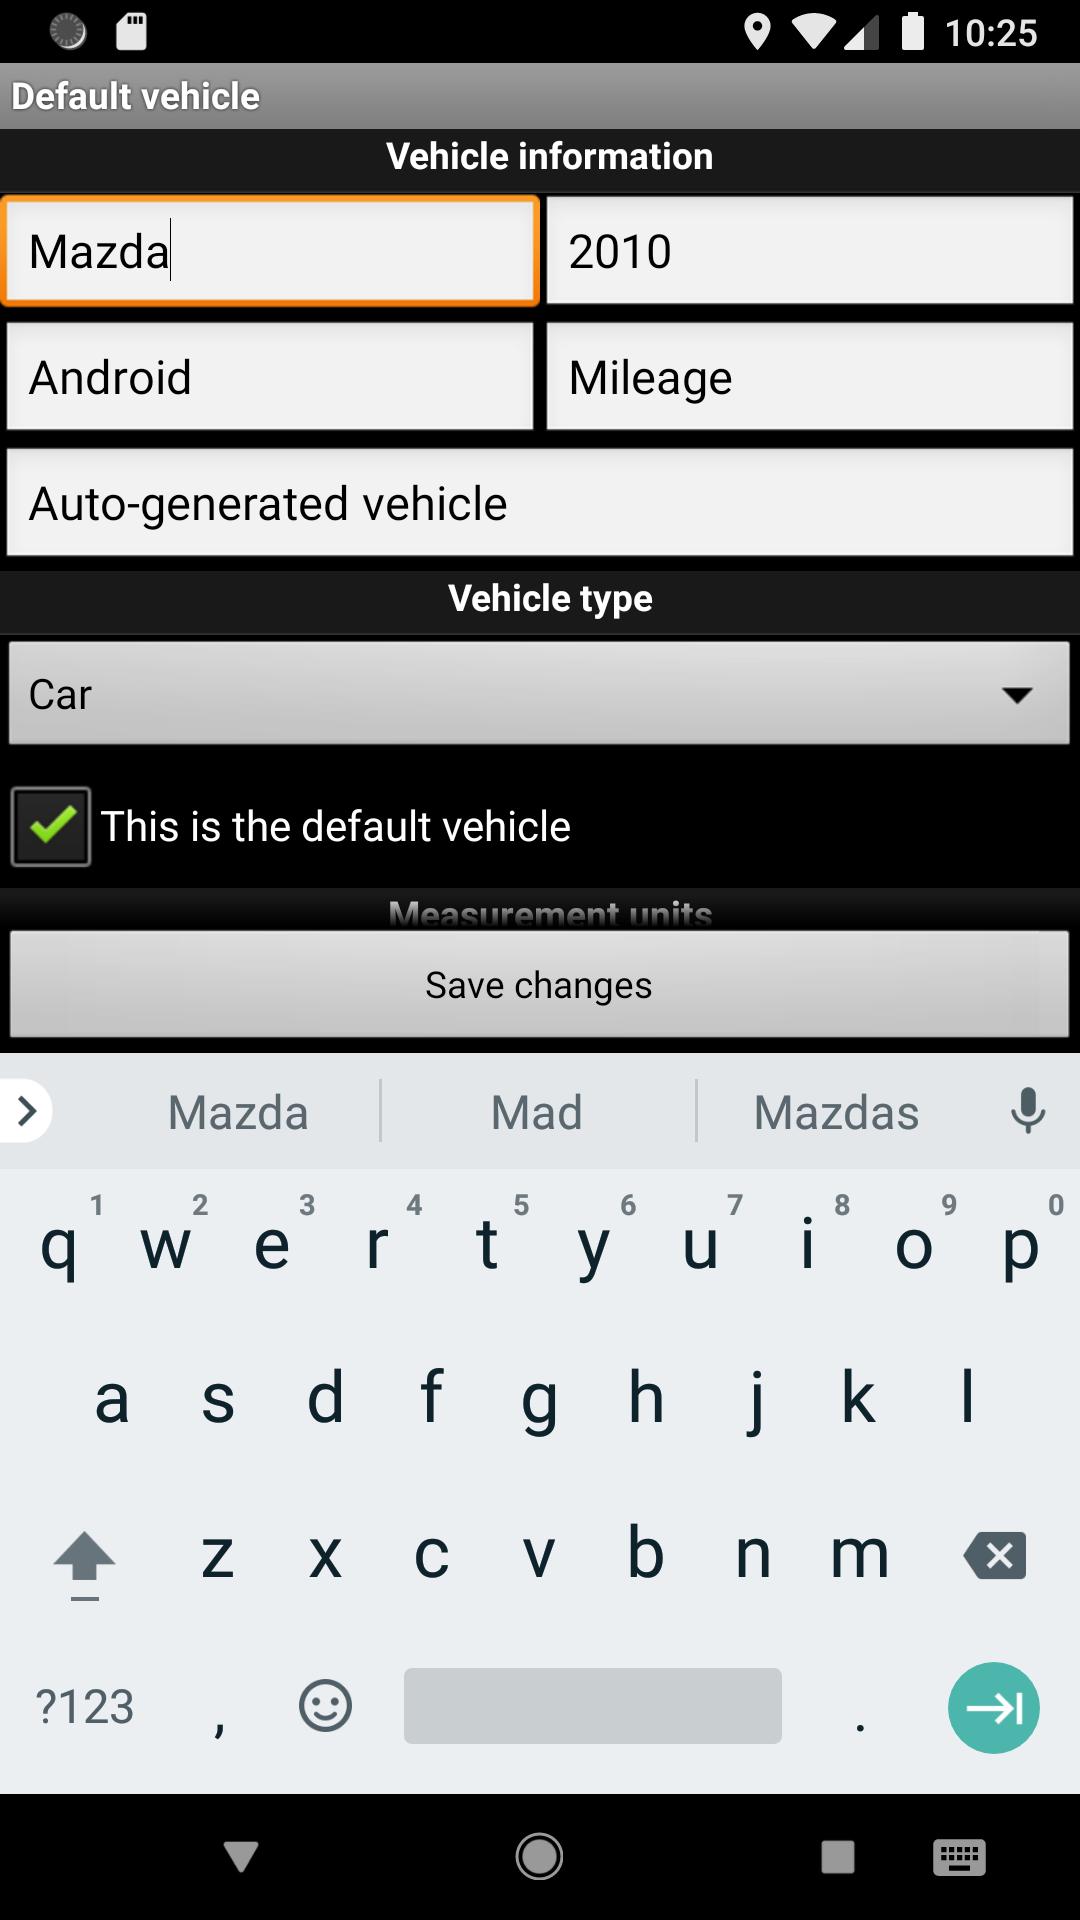 10:25
Default vehicle
Vehicle information
Mazda 2010
Android Mileage
Auto-generated vehicle
Vehicle type
Car
This is the default vehicle
Measurement units
Save changes
Mazda Mad Mazdas
1 2 3 4 5 6 7 8 9 0
q w e r t y u i o p
a s d f g h j k l
z x c v b n m
?123 , .